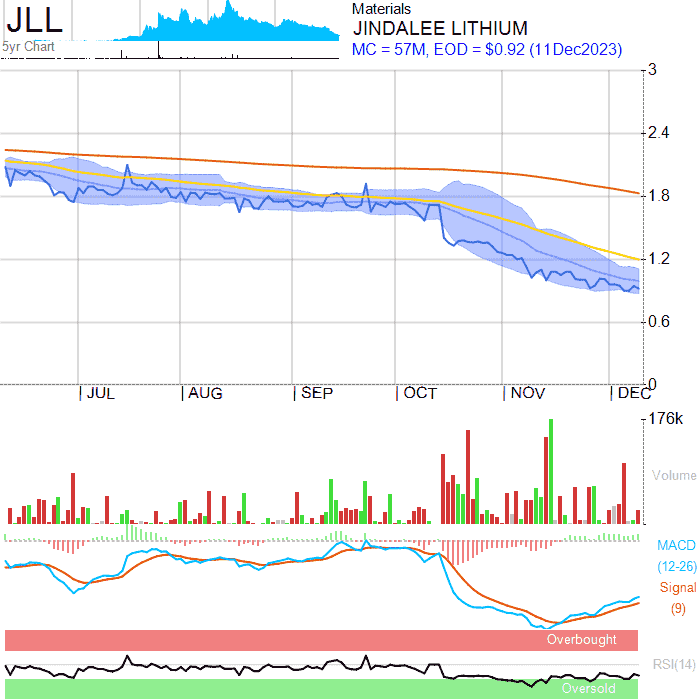 JLL
5yr Chart
Materials
JINDALEE LITHIUM
MC = 57M, EOD = $0.92 (11Dec2023)
3
2.4
1.8
1.2
0.6
0
JUL AUG SEP OCT NOV DEC
176k
Volume
MACD
(12-26)
Signal
(9)
Overbought
RSI(14)
Oversold